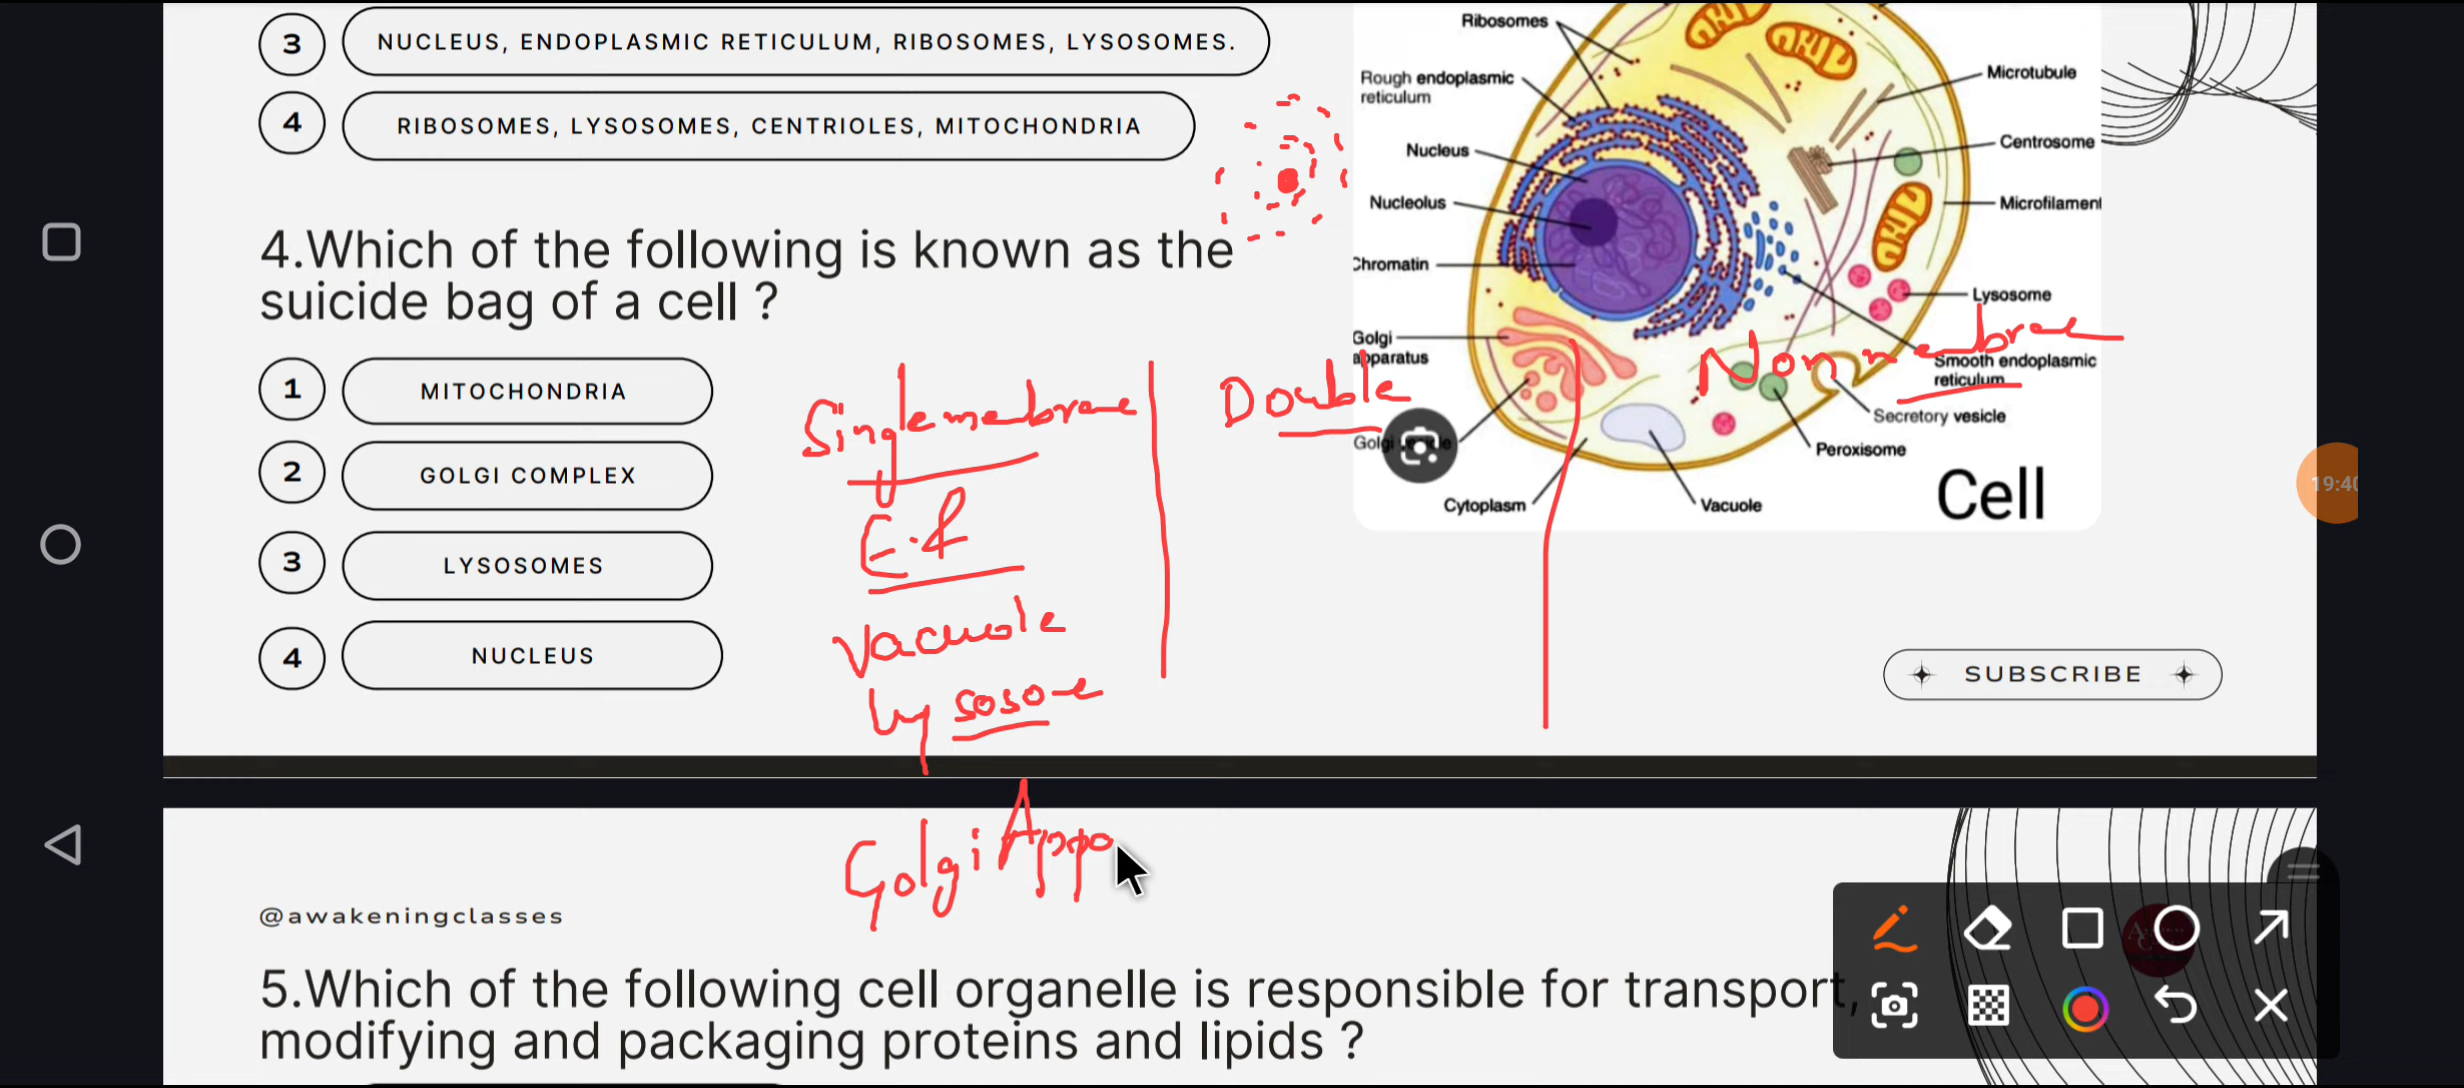 3 NUCLEUS, ENDOPLASMIC RETICULUM, RIBOSOMES, LYSOSOMES.
4 RIBOSOMES, LYSOSOMES, CENTRIOLES, MITOCHONDRIA
4.Which of the following is known as the
suicide bag of a cell ?
1 MITOCHONDRIA
2 GOLGI COMPLEX
3 LYSOSOMES
4 NUCLEUS
Single membrane
E.R
Vacuole
Lysosome
Golgi Appa
Double
Non membrane
Ribosomes
Rough endoplasmic
reticulum
Nucleus
Nucleolus
Chromatin
Golgi
apparatus
Golgi
Cytoplasm
Microtubule
Centrosome
Microfilament
Lysosome
Smooth endoplasmic
reticulum
Secretory vesicle
Peroxisome
Vacuole
Cell
19:40
SUBSCRIBE
@awakeningclasses
5.Which of the following cell organelle is responsible for transport,
modifying and packaging proteins and lipids ?